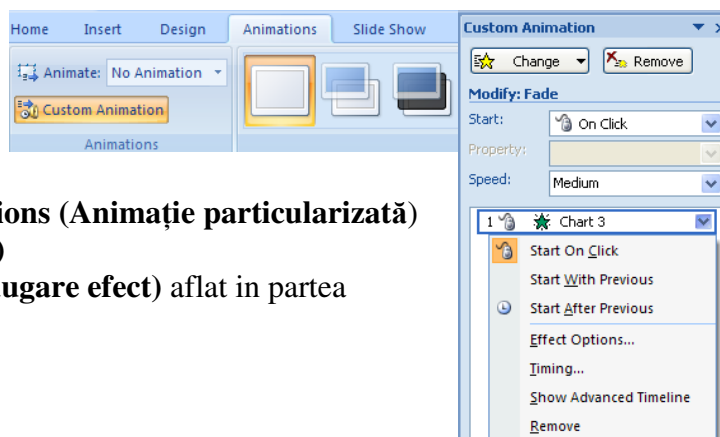 Home Insert Design Animations Slide Show
Animate: No Animation
Custom Animation
Animations
ions (Animație particularizată)
)
ugare efect) aflat in partea
Custom Animation
Change Remove
Modify: Fade
Start: On Click
Property:
Speed: Medium
1 Chart 3
Start On Click
Start With Previous
Start After Previous
Effect Options...
Timing...
Show Advanced Timeline
Remove